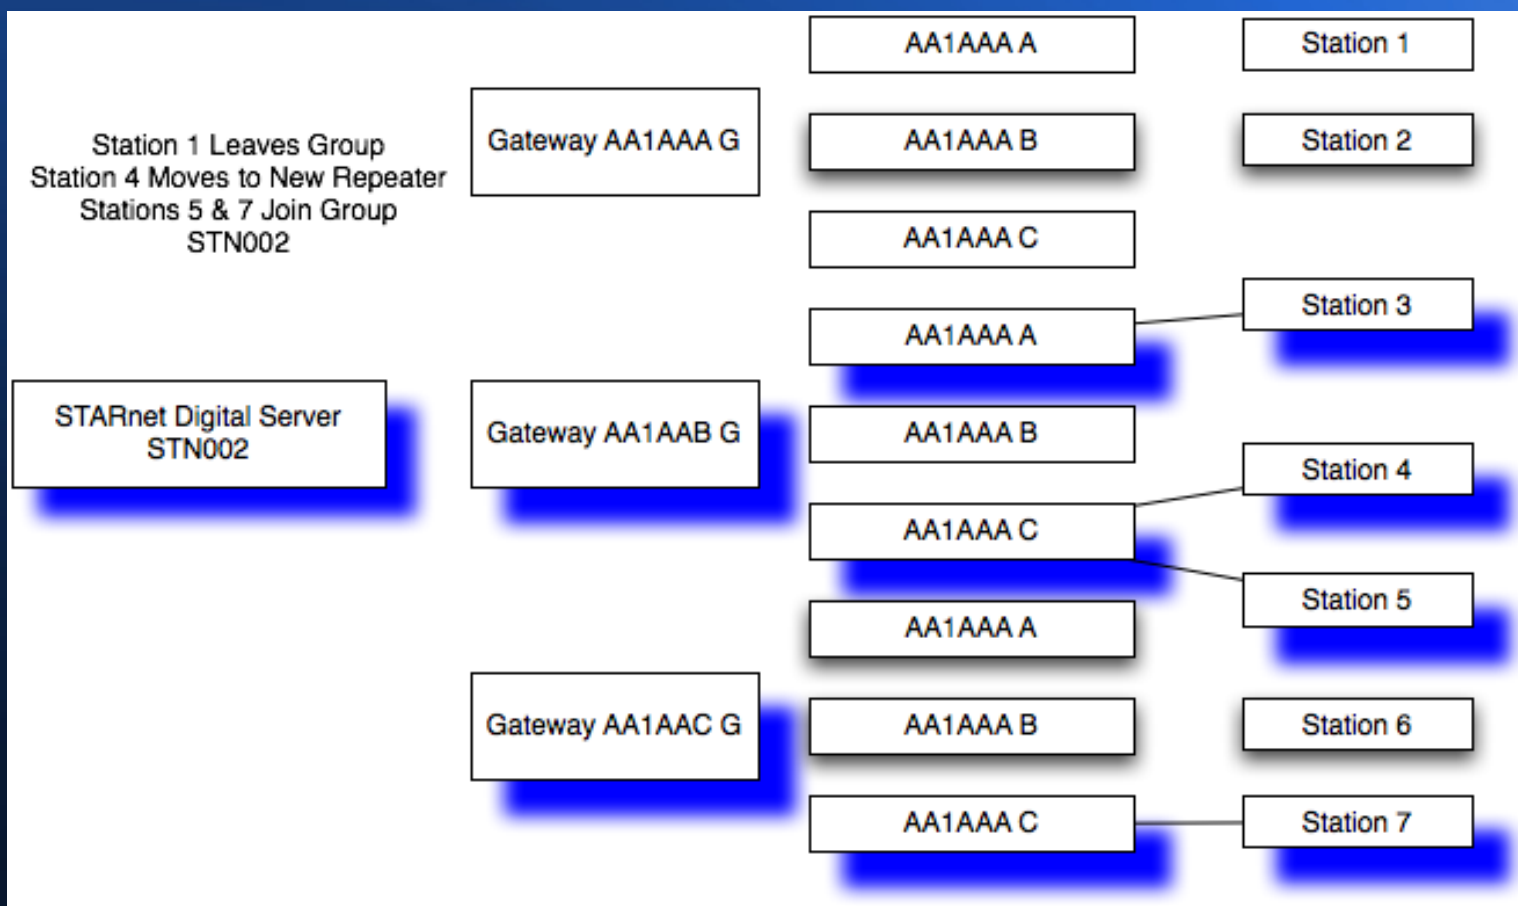 Station 1 Leaves Group
Station 4 Moves to New Repeater
Stations 5 & 7 Join Group
STN002
STARnet Digital Server
STN002
Gateway AA1AAA G
Gateway AA1AAB G
Gateway AA1AAC G
AA1AAA A
AA1AAA B
AA1AAA C
AA1AAA A
AA1AAA B
AA1AAA C
AA1AAA A
AA1AAA B
AA1AAA C
Station 1
Station 2
Station 3
Station 4
Station 5
Station 6
Station 7